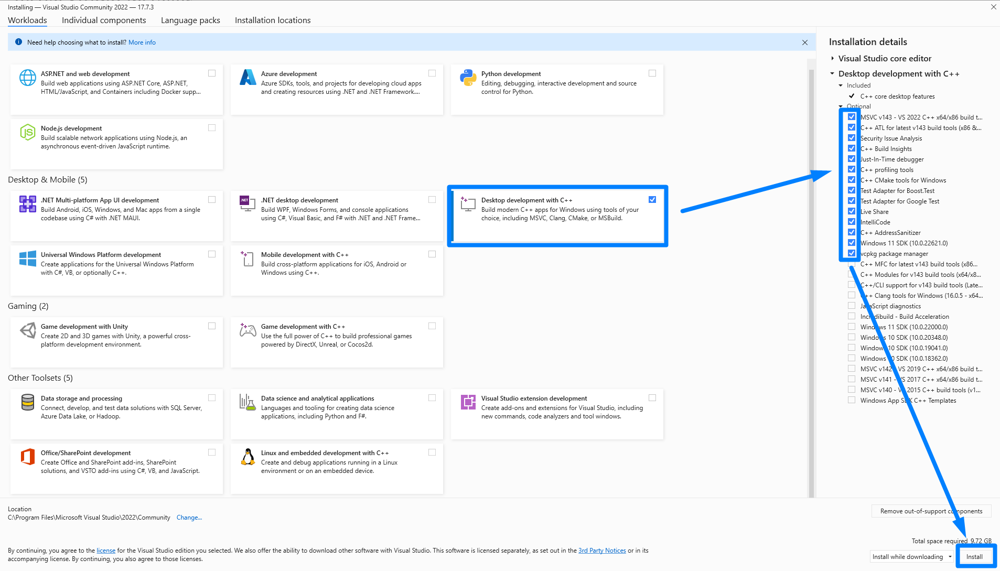 Installing — Visual Studio Community 2022 — 17.7.3
Workloads
Individual components
Language packs
Installation locations
Need help choosing what to install? More info
ASP.NET and web development
Build web applications using ASP.NET Core, ASP.NET,
HTML/JavaScript, and Containers including Docker supp...
Azure development
Azure SDKs, tools, and projects for developing cloud apps
and creating resources using .NET and .NET Framework....
Python development
Editing, debugging, interactive development and source
control for Python.
Node.js development
Build scalable network applications using Node.js, an
asynchronous event-driven JavaScript runtime.
Desktop & Mobile (5)
.NET Multi-platform App UI development
Build Android, iOS, Windows, and Mac apps from a single
codebase using C# with .NET MAUI.
.NET
.NET desktop development
Build WPF, Windows Forms, and console applications
using C#, Visual Basic, and F# with .NET and .NET Frame...
Desktop development with C++
Build modern C++ apps for Windows using tools of your
choice, including MSVC, Clang, CMake, or MSBuild.
Universal Windows Platform development
Create applications for the Universal Windows Platform
with C#, VB, or optionally C++.
Mobile development with C++
Build cross-platform applications for iOS, Android or
Windows using C++.
Gaming (2)
Game development with Unity
Create 2D and 3D games with Unity, a powerful cross-
platform development environment.
Game development with C++
Use the full power of C++ to build professional games
powered by DirectX, Unreal, or Cocos2d.
Other Toolsets (5)
Data storage and processing
Connect, develop, and test data solutions with SQL Server,
Azure Data Lake, or Hadoop.
Data science and analytical applications
Languages and tooling for creating data science
applications, including Python and F#.
Visual Studio extension development
Create add-ons and extensions for Visual Studio, including
new commands, code analyzers and tool windows.
Office/SharePoint development
Create Office and SharePoint add-ins, SharePoint
solutions, and VSTO add-ins using C#, VB, and JavaScript.
Linux and embedded development with C++
Create and debug applications running in a Linux
environment or on an embedded device.
Installation details
Visual Studio core editor
Desktop development with C++
Included
C++ core desktop features
Optional
MSVC v143 - VS 2022 C++ x64/x86 build t...
C++ ATL for latest v143 build tools (x86 &...
Security Issue Analysis
C++ Build Insights
Just-In-Time debugger
C++ profiling tools
C++ CMake tools for Windows
Test Adapter for Boost.Test
Test Adapter for Google Test
Live Share
IntelliCode
C++ AddressSanitizer
Windows 11 SDK (10.0.22621.0)
vcpkg package manager
C++ MFC for latest v143 build tools (x86...
C++ Modules for v143 build tools (x64/x8...
C++/CLI support for v143 build tools (Late...
C++ Clang tools for Windows (16.0.5 - x64...
JavaScript diagnostics
Incredibuild - Build Acceleration
Windows 11 SDK (10.0.22000.0)
Windows 10 SDK (10.0.20348.0)
Windows 10 SDK (10.0.19041.0)
Windows 10 SDK (10.0.18362.0)
MSVC v142 - VS 2019 C++ x64/x86 build t...
MSVC v141 - VS 2017 C++ x64/x86 build t...
MSVC v140 - VS 2015 C++ build tools (v1...
Windows App SDK C++ Templates
Location
C:\Program Files\Microsoft Visual Studio\2022\Community Change...
Remove out-of-support components
Total space required 9.72 GB
By continuing, you agree to the license for the Visual Studio edition you selected. We also offer the ability to download other software with Visual Studio. This software is licensed separately, as set out in the 3rd Party Notices or in its
accompanying license. By continuing, you also agree to those licenses.
Install while downloading
Install